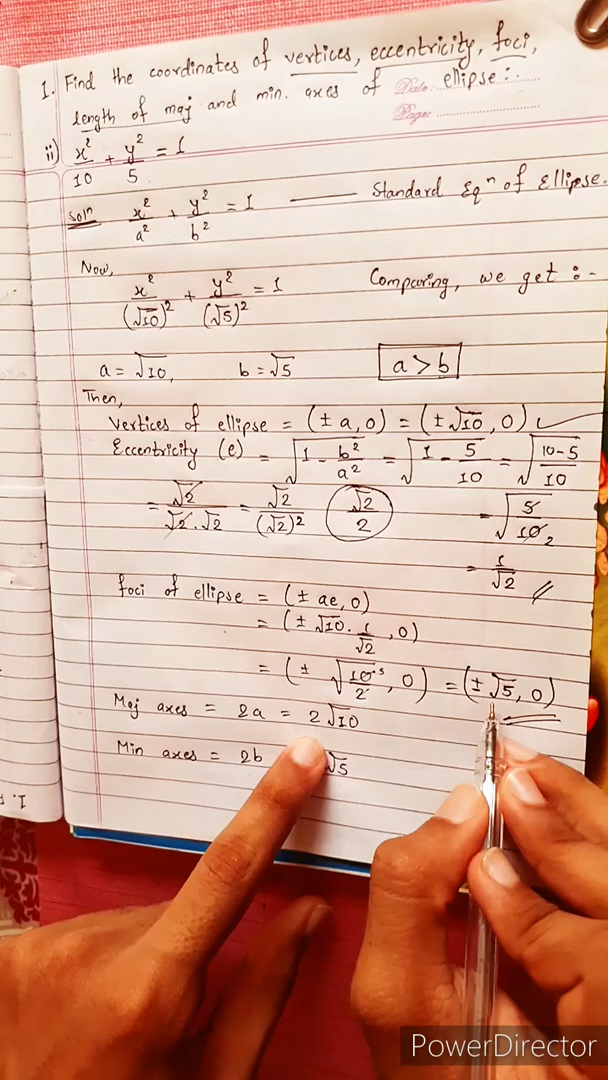 1. Find the coordinates of vertices, eccentricity, foci,
length of maj and min. axes of ellipse :-
Date: ..................
Page: ..................
ii) x²/10 + y²/5 = 1
Solⁿ x²/a² + y²/b² = 1 —— Standard Eqⁿ of Ellipse.
Now,
x²/(√10)² + y²/(√5)² = 1 Comparing, we get :-
a = √10, b = √5 a > b
Then,
Vertices of ellipse = (± a, 0) = (± √10, 0)
Eccentricity (e) = √(1 - b²/a²) = √(1 - 5/10) = √((10-5)/10)
= √2/(√2 . √2) = √2/(√2)² √2/2 = √(5/10) 2
= 1/√2
foci of ellipse = (± ae, 0)
= (± √10 . 1/√2, 0)
= (± √(10/2) 5, 0) = (± √5, 0)
Maj axes = 2a = 2√10
Min axes = 2b √5
PowerDirector